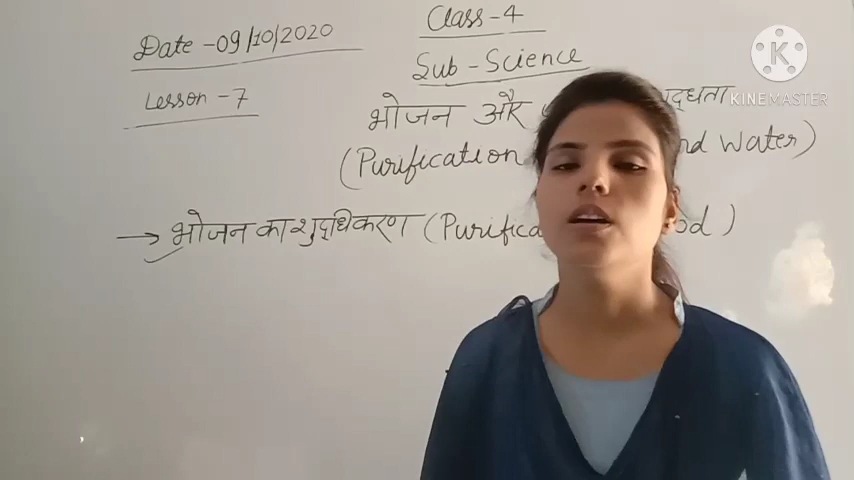 Date - 09/10/2020
Class - 4
Sub - Science
Lesson - 7
भोजन और
(Purification nd Water)
→ भोजन का शुद्धिकरण (Purifica od)
K
KINEMASTER